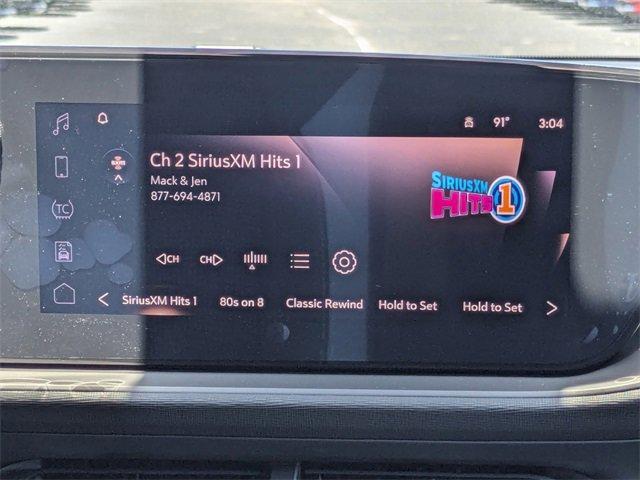 91° 3:04
Ch 2 SiriusXM Hits 1
Mack & Jen
877-694-4871
SIRIUSXM
HITS 1
TC
CH CH
SiriusXM Hits 1 80s on 8 Classic Rewind Hold to Set Hold to Set